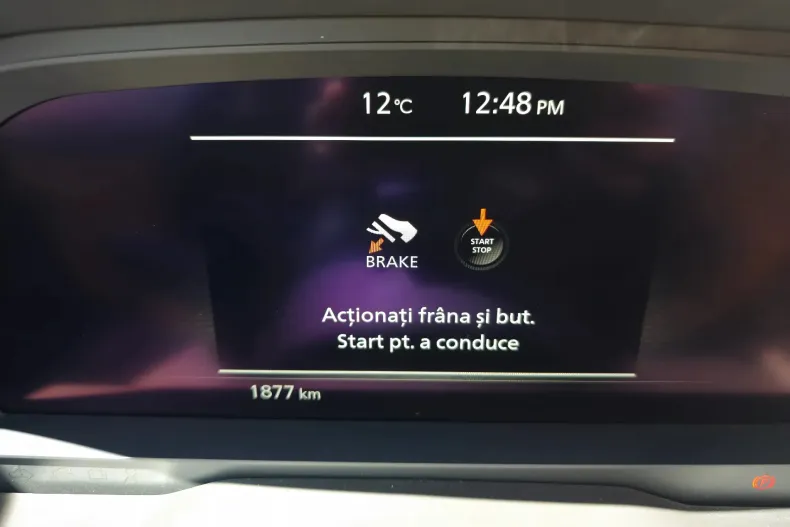 12°C 12:48 PM
START
STOP
BRAKE
Acționați frâna și but.
Start pt. a conduce
1877 km